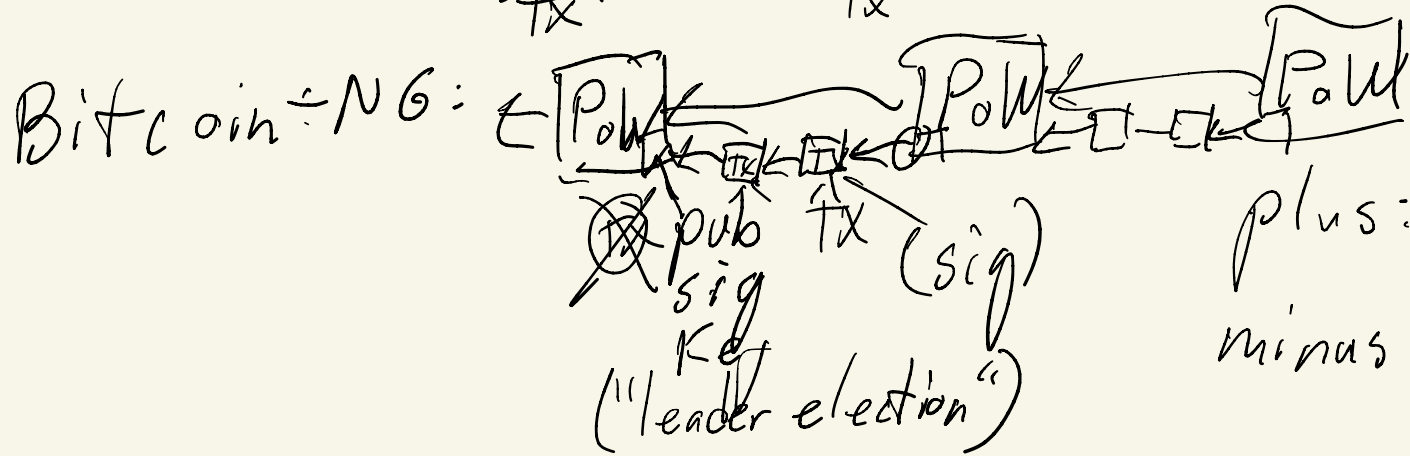 Tx Tx
Bitcoin-NG: PoW PoW PoW
Tx Tx
pub Tx (sig) plus:
sig
Key minus
("leader election")